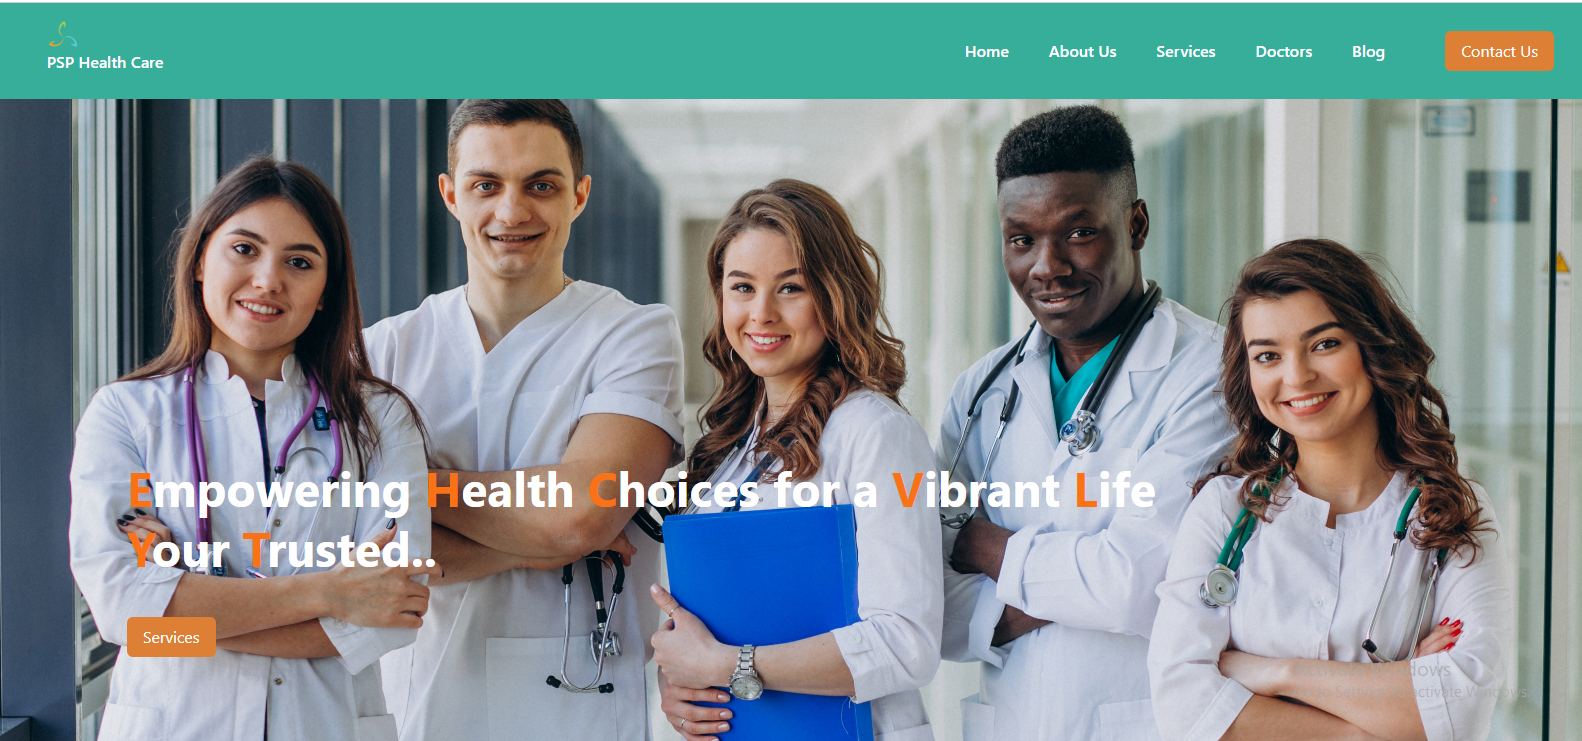 PSP Health Care
Home About Us Services Doctors Blog Contact Us
Empowering Health Choices for a Vibrant Life
Your Trusted..
Services
Activate Windows
Go to Settings to activate Windows.